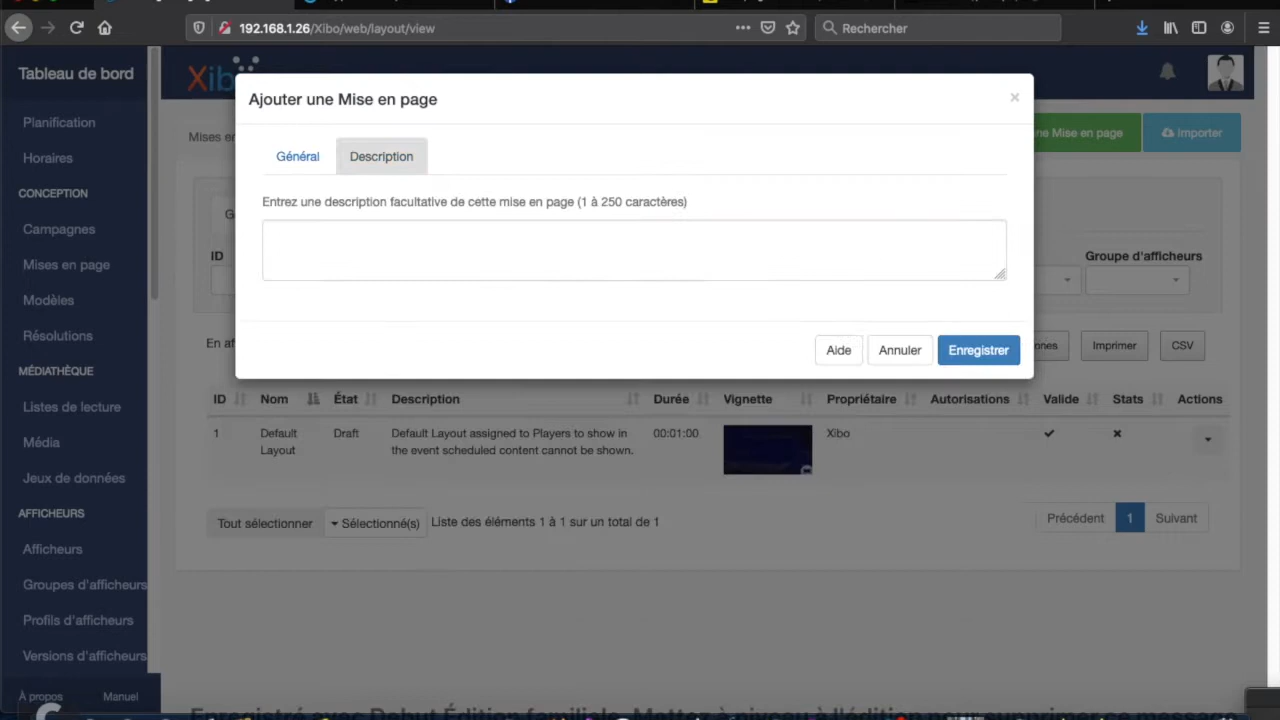 192.168.1.26/Xibo/web/layout/view
Rechercher
Tableau de bord
Planification
Horaires
CONCEPTION
Campagnes
Mises en page
Modèles
Résolutions
MÉDIATHÈQUE
Listes de lecture
Média
Jeux de données
AFFICHEURS
Afficheurs
Groupes d'afficheurs
Profils d'afficheurs
Versions d'afficheurs
À propos Manuel
Xib
Mises en
ne Mise en page
Importer
Ajouter une Mise en page
×
Général Description
Entrez une description facultative de cette mise en page (1 à 250 caractères)
Aide Annuler Enregistrer
G
ID
Groupe d'afficheurs
En af
ones Imprimer CSV
ID Nom État Description Durée Vignette Propriétaire Autorisations Valide Stats Actions
1 Default Layout Draft Default Layout assigned to Players to show in the event scheduled content cannot be shown. 00:01:00 Xibo
Tout sélectionner Sélectionné(s) Liste des éléments 1 à 1 sur un total de 1
Précédent 1 Suivant